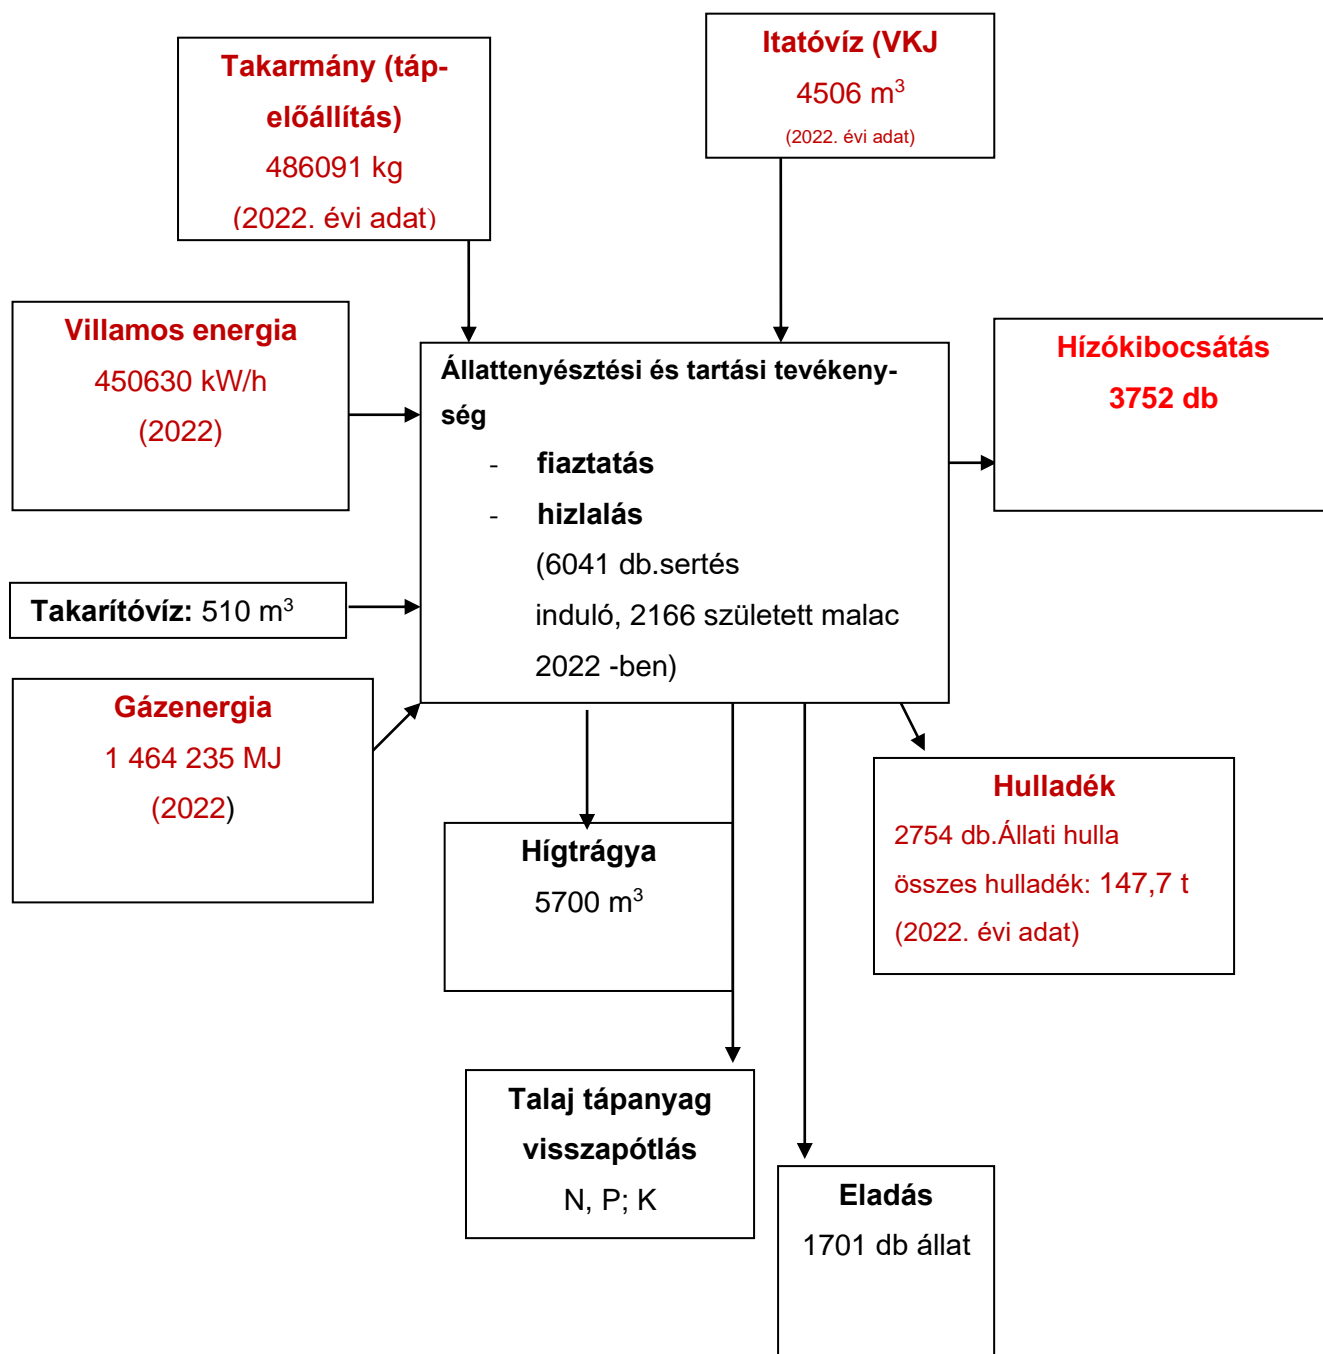 Takarmány (táp-
előállítás)
486091 kg
(2022. évi adat)
Itatóvíz (VKJ
4506 m³
(2022. évi adat)
Villamos energia
450630 kW/h
(2022)
Állattenyésztési és tartási tevékeny-
ség
- fiaztatás
- hizlalás
(6041 db.sertés
induló, 2166 született malac
2022 -ben)
Hízókibocsátás
3752 db
Takarítóvíz: 510 m³
Gázenergia
1 464 235 MJ
(2022)
Hígtrágya
5700 m³
Hulladék
2754 db.Állati hulla
összes hulladék: 147,7 t
(2022. évi adat)
Talaj tápanyag
visszapótlás
N, P; K
Eladás
1701 db állat